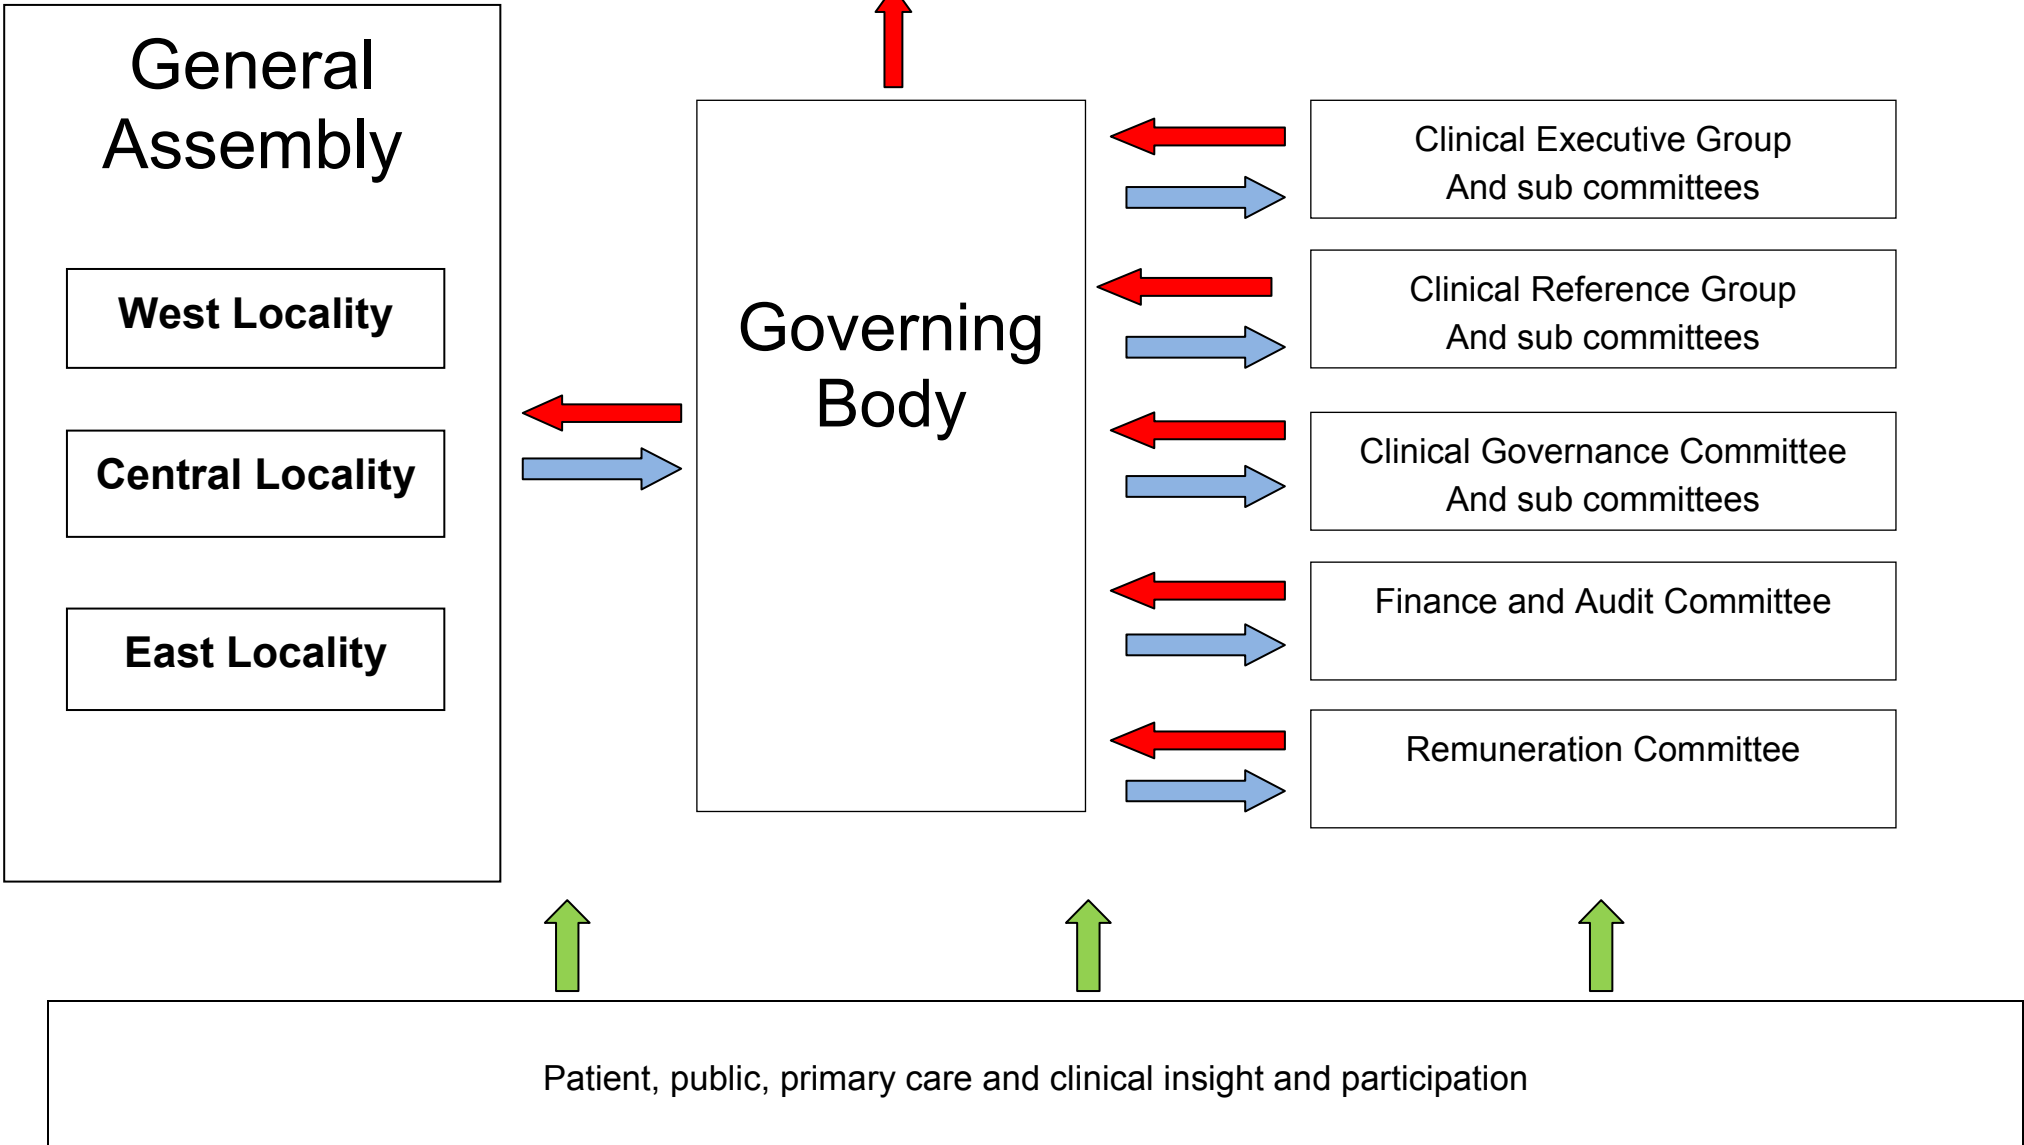 General
Assembly
West Locality
Central Locality
East Locality
Governing
Body
Clinical Executive Group
And sub committees
Clinical Reference Group
And sub committees
Clinical Governance Committee
And sub committees
Finance and Audit Committee
Remuneration Committee
Patient, public, primary care and clinical insight and participation